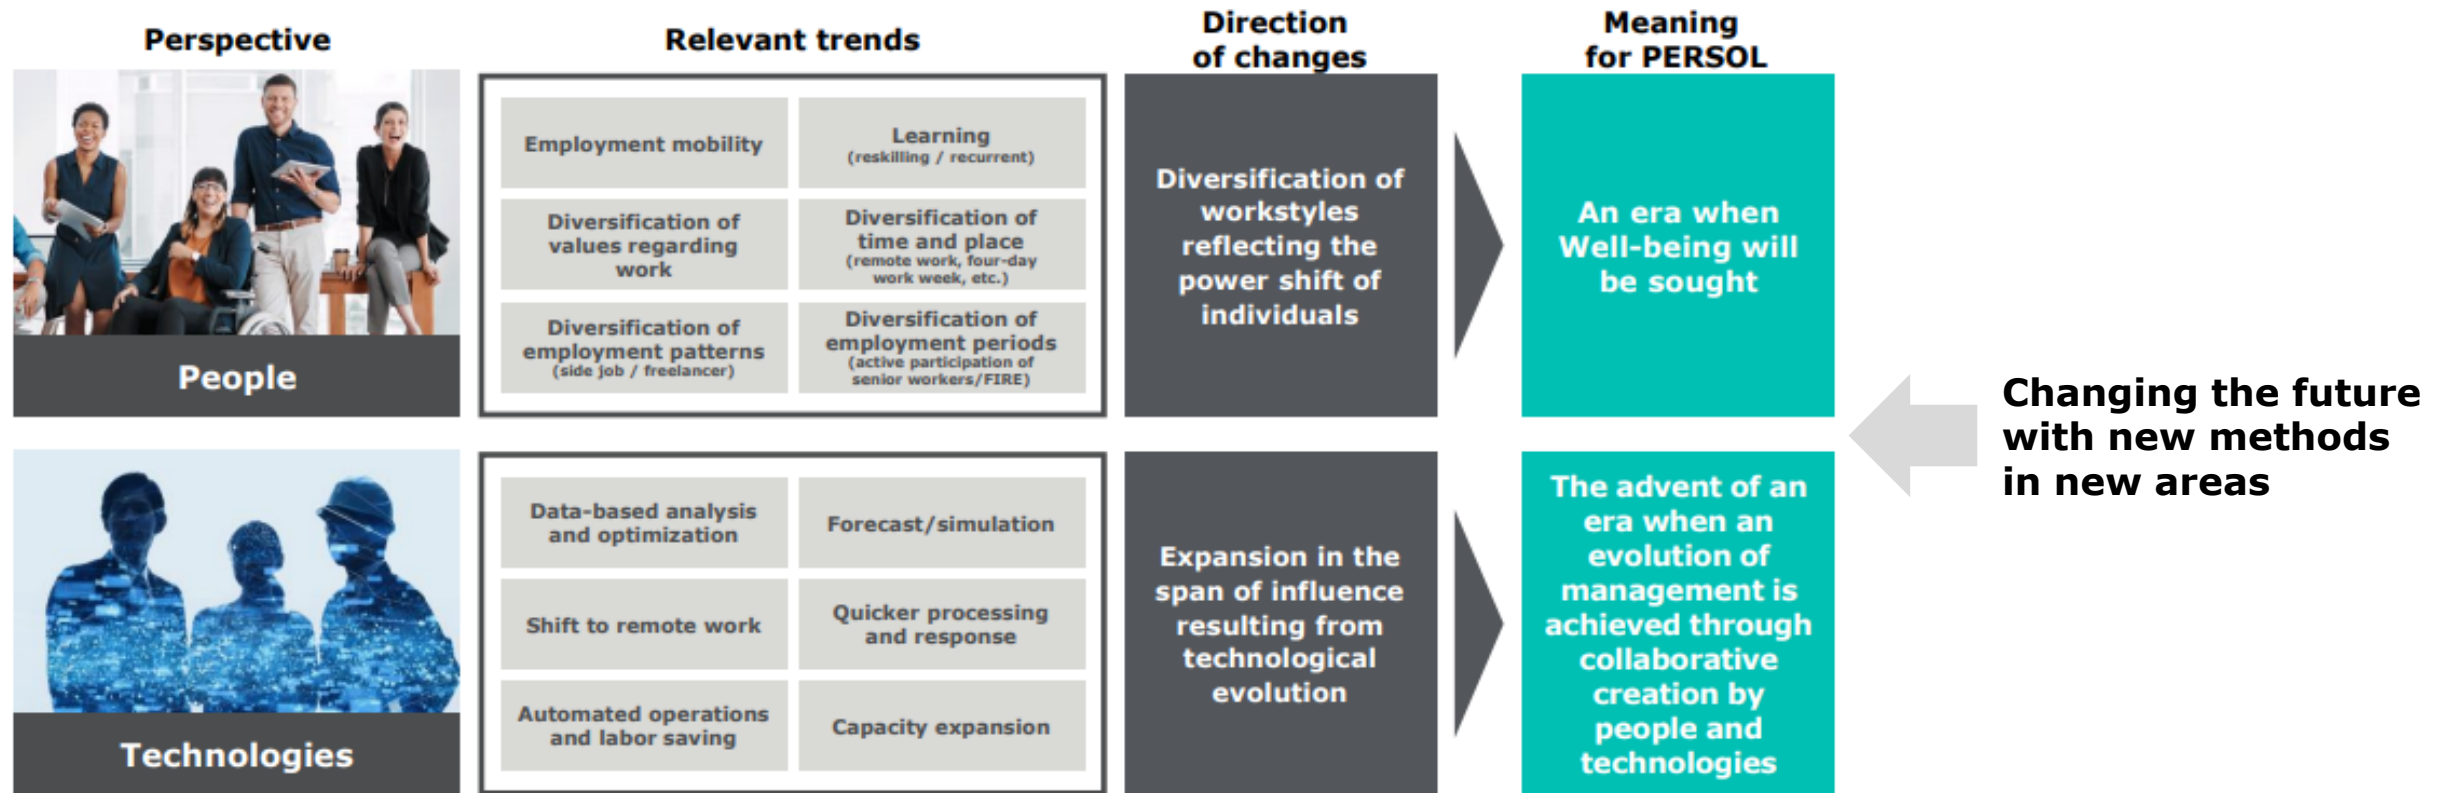 Perspective
Relevant trends
Direction
of changes
Meaning
for PERSOL
People
Employment mobility
Learning
(reskilling / recurrent)
Diversification of
values regarding
work
Diversification of
time and place
(remote work, four-day
work week, etc.)
Diversification of
employment patterns
(side job / freelancer)
Diversification of
employment periods
(active participation of
senior workers/FIRE)
Diversification of
workstyles
reflecting the
power shift of
individuals
An era when
Well-being will
be sought
Technologies
Data-based analysis
and optimization
Forecast/simulation
Shift to remote work
Quicker processing
and response
Automated operations
and labor saving
Capacity expansion
Expansion in the
span of influence
resulting from
technological
evolution
The advent of an
era when an
evolution of
management is
achieved through
collaborative
creation by
people and
technologies
Changing the future
with new methods
in new areas